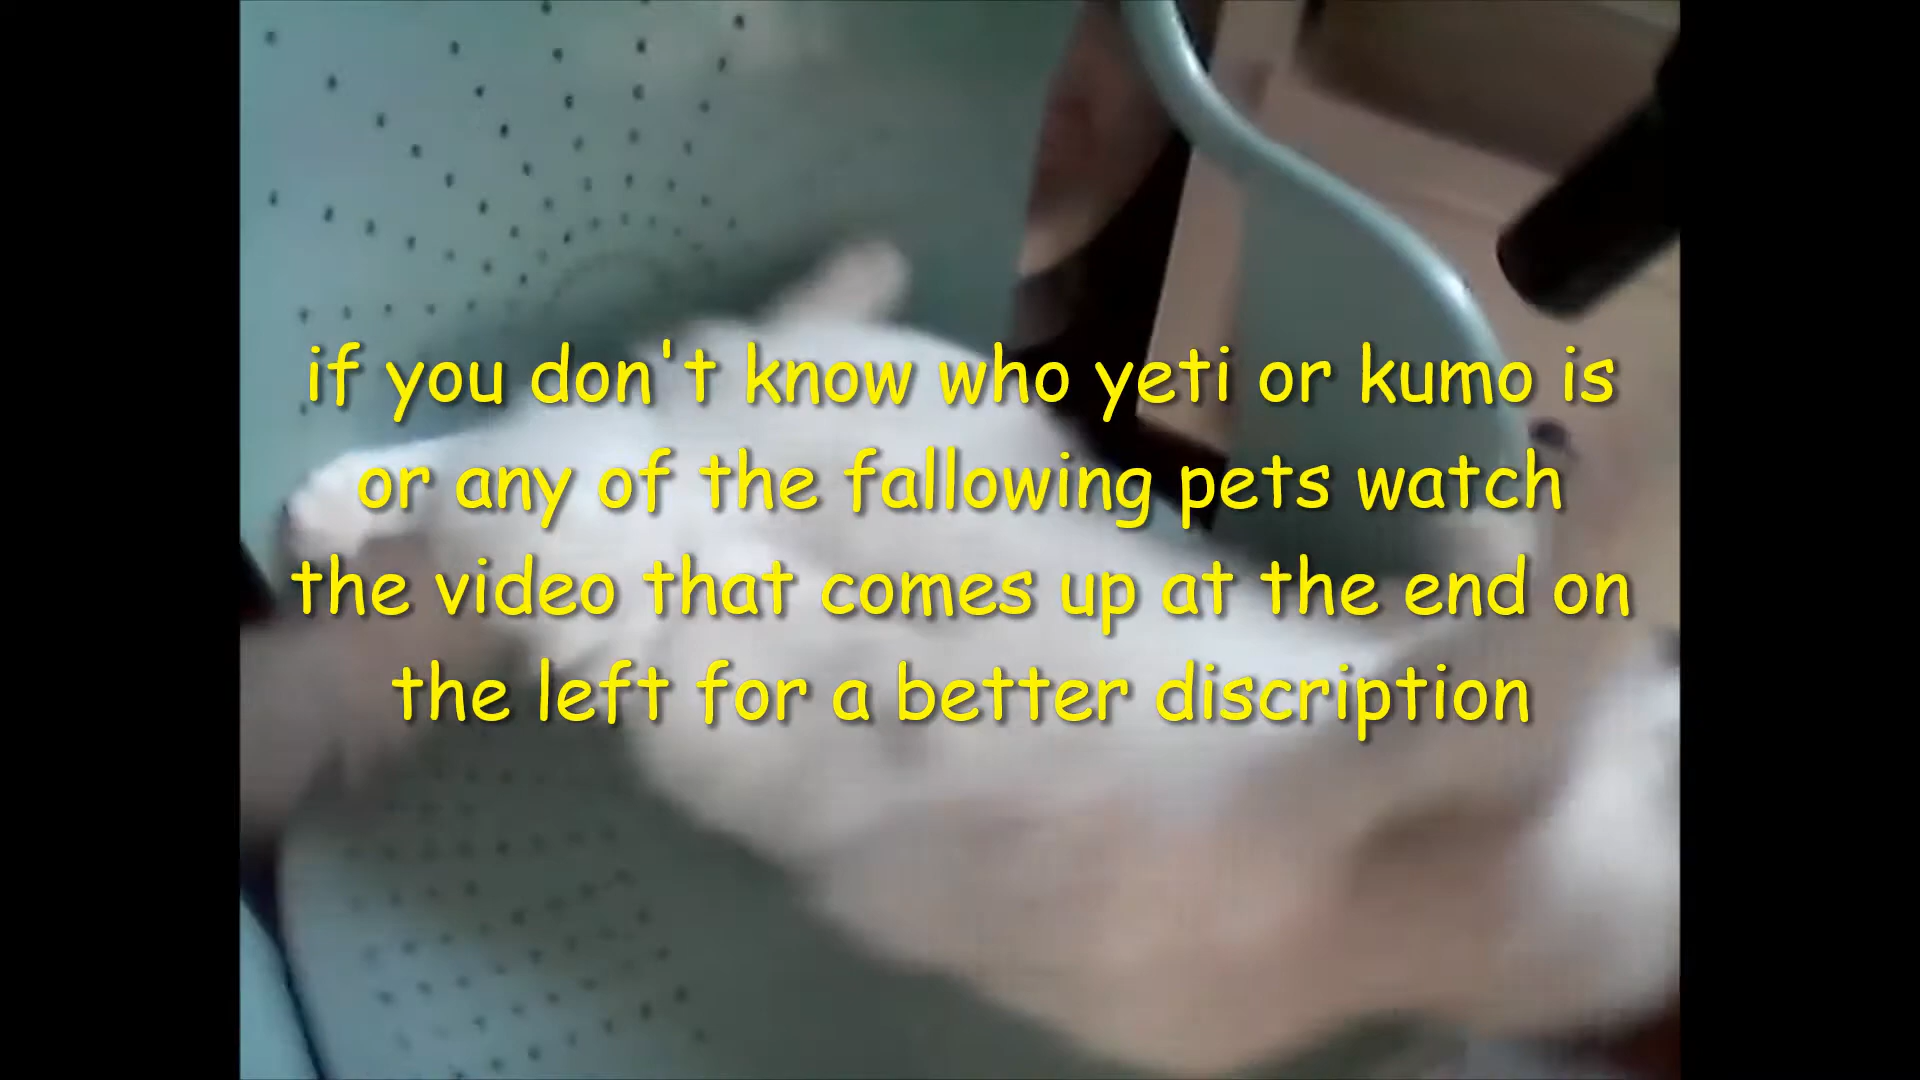 if you don't know who yeti or kumo is
or any of the fallowing pets watch
the video that comes up at the end on
the left for a better discription